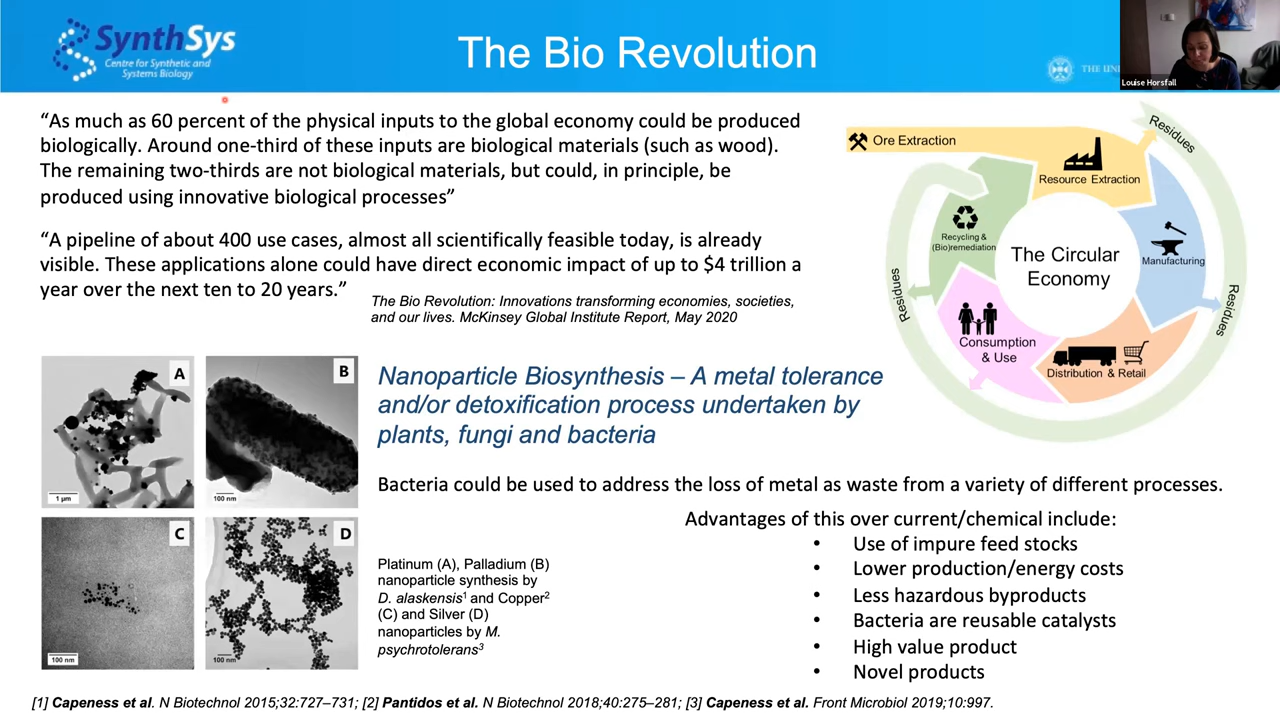 SynthSys
Centre for Synthetic and
Systems Biology
The Bio Revolution
Louise Horsfall
“As much as 60 percent of the physical inputs to the global economy could be produced
biologically. Around one-third of these inputs are biological materials (such as wood).
The remaining two-thirds are not biological materials, but could, in principle, be
produced using innovative biological processes”
“A pipeline of about 400 use cases, almost all scientifically feasible today, is already
visible. These applications alone could have direct economic impact of up to $4 trillion a
year over the next ten to 20 years.”
The Bio Revolution: Innovations transforming economies, societies,
and our lives. McKinsey Global Institute Report, May 2020
Ore Extraction
Resource Extraction
Residues
Manufacturing
Residues
Distribution & Retail
Consumption
& Use
Residues
Recycling &
(Bio)remediation
The Circular
Economy
A
B
C
D
1 µm
100 nm
100 nm
100 nm
Nanoparticle Biosynthesis – A metal tolerance
and/or detoxification process undertaken by
plants, fungi and bacteria
Bacteria could be used to address the loss of metal as waste from a variety of different processes.
Platinum (A), Palladium (B)
nanoparticle synthesis by
D. alaskensis¹ and Copper²
(C) and Silver (D)
nanoparticles by M.
psychrotolerans³
Advantages of this over current/chemical include:
• Use of impure feed stocks
• Lower production/energy costs
• Less hazardous byproducts
• Bacteria are reusable catalysts
• High value product
• Novel products
[1] Capeness et al. N Biotechnol 2015;32:727–731; [2] Pantidos et al. N Biotechnol 2018;40:275–281; [3] Capeness et al. Front Microbiol 2019;10:997.